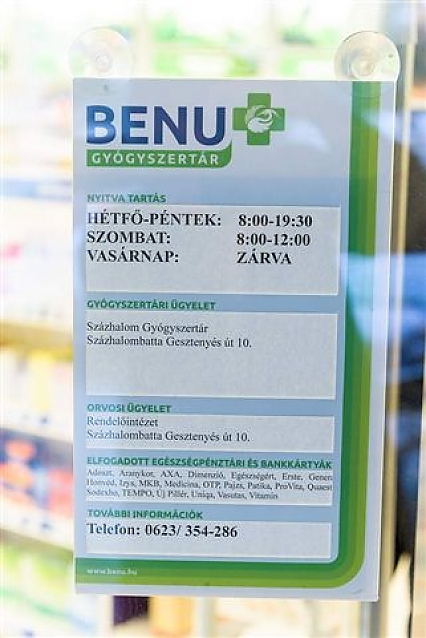 BENU
GYÓGYSZERTÁR
NYITVA TARTÁS
HÉTFŐ-PÉNTEK: 8:00-19:30
SZOMBAT: 8:00-12:00
VASÁRNAP: ZÁRVA
GYÓGYSZERTÁRI ÜGYELET
Százhalom Gyógyszertár
Százhalombatta Gesztenyés út 10.
ORVOSI ÜGYELET
Rendelőintézet
Százhalombatta Gesztenyés út 10.
ELFOGADOTT EGÉSZSÉGPÉNZTÁRI ÉS BANKKÁRTYÁK
Adoszt, Aranykor, AXA, Dimenzió, Egészségért, Erste, Generi
Honvéd, Izys, MKB, Medicina, OTP, Pajzs, Patika, ProVita, Quaest
Sodexho, TEMPO, Új Pillér, Uniqa, Vasutas, Vitamin
TOVÁBBI INFORMÁCIÓK
Telefon: 0623/ 354-286
www.benu.hu